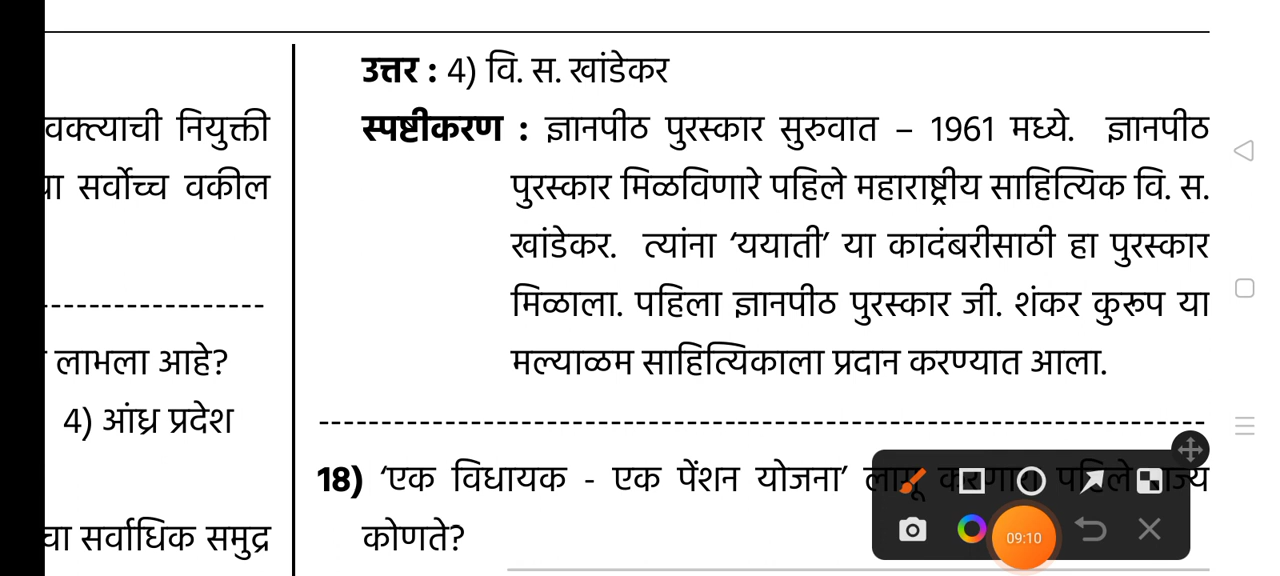 वक्त्याची नियुक्ती
सर्वोच्च वकील
लाभला आहे?
4) आंध्र प्रदेश
सर्वाधिक समुद्र
उत्तर : 4) वि. स. खांडेकर
स्पष्टीकरण : ज्ञानपीठ पुरस्कार सुरुवात – 1961 मध्ये. ज्ञानपीठ
पुरस्कार मिळविणारे पहिले महाराष्ट्रीय साहित्यिक वि. स.
खांडेकर. त्यांना ‘ययाती’ या कादंबरीसाठी हा पुरस्कार
मिळाला. पहिला ज्ञानपीठ पुरस्कार जी. शंकर कुरूप या
मल्याळम साहित्यिकाला प्रदान करण्यात आला.
18) ‘एक विधायक - एक पेंशन योजना’ लागू करणारा पहिले राज्य
कोणते?
09:10